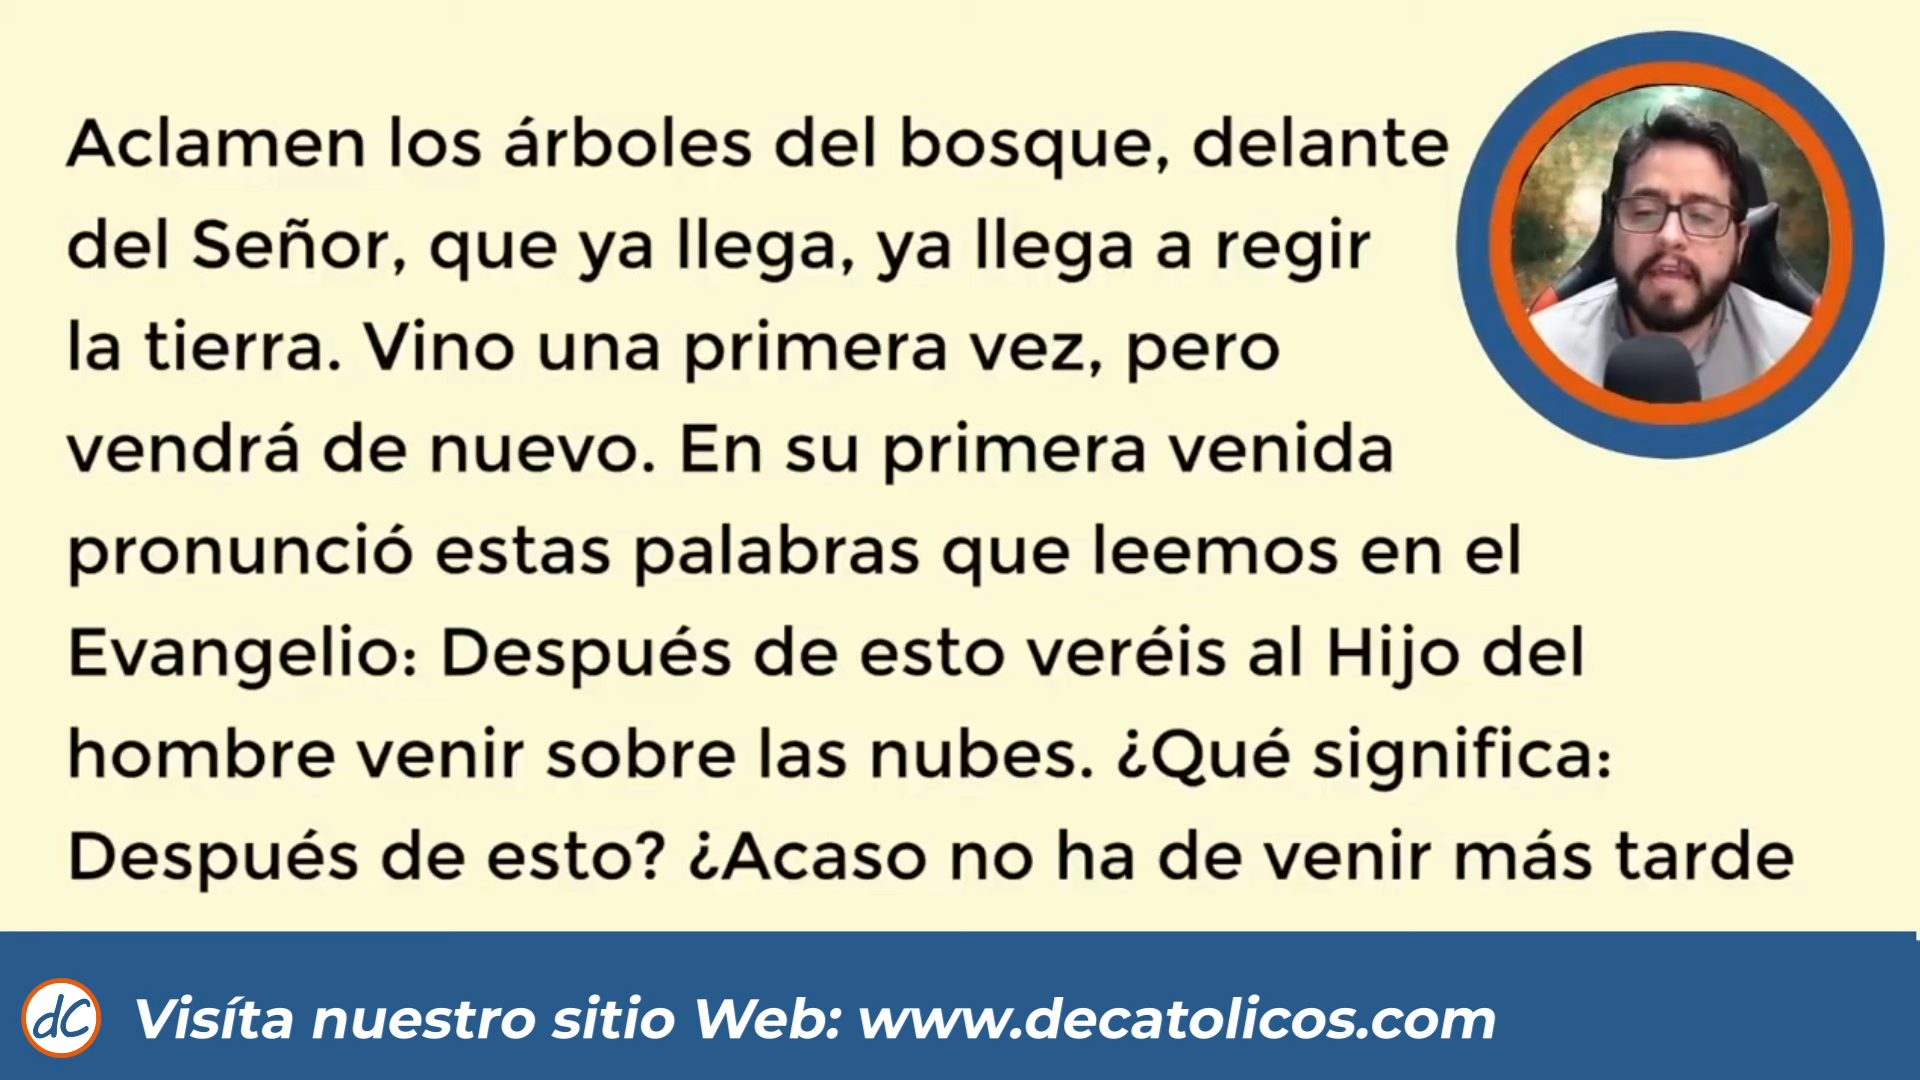 Aclamen los árboles del bosque, delante
del Señor, que ya llega, ya llega a regir
la tierra. Vino una primera vez, pero
vendrá de nuevo. En su primera venida
pronunció estas palabras que leemos en el
Evangelio: Después de esto veréis al Hijo del
hombre venir sobre las nubes. ¿Qué significa:
Después de esto? ¿Acaso no ha de venir más tarde
dC Visíta nuestro sitio Web: www.decatolicos.com